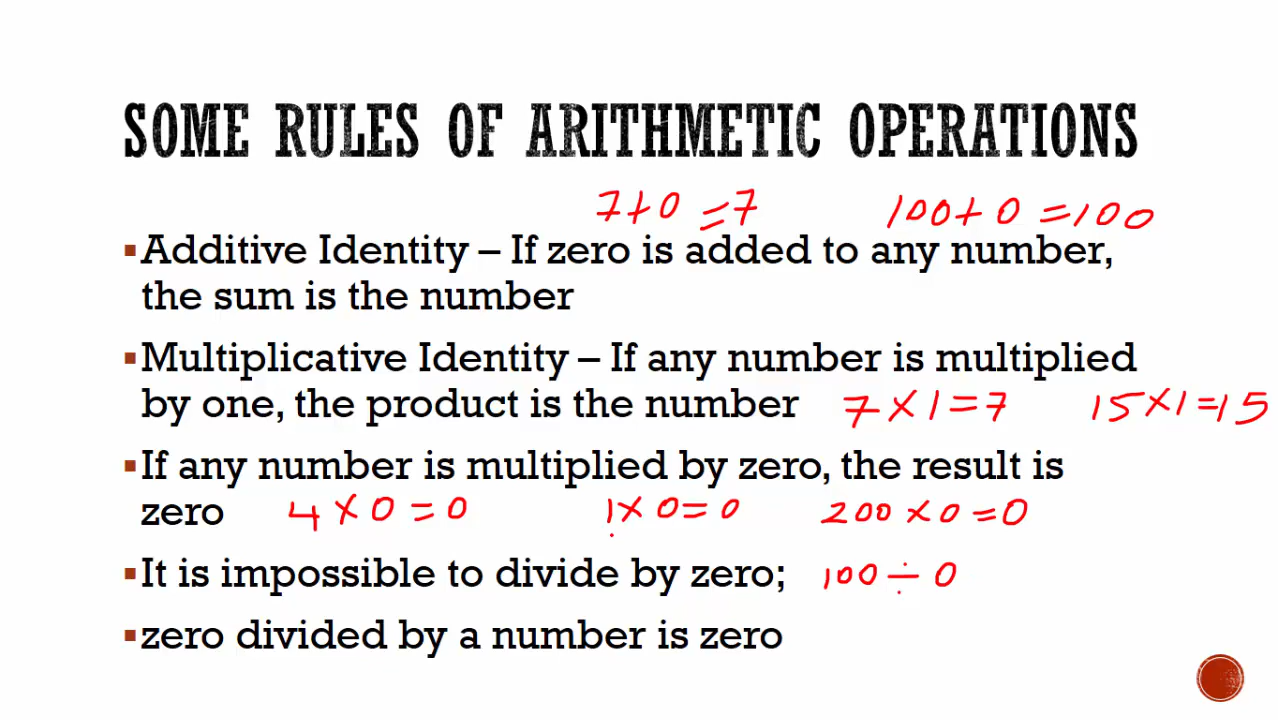 SOME RULES OF ARITHMETIC OPERATIONS
7+0=7 100+0=100
▪Additive Identity – If zero is added to any number,
the sum is the number
▪Multiplicative Identity – If any number is multiplied
by one, the product is the number 7×1=7 15×1=15
▪If any number is multiplied by zero, the result is
zero 4×0=0 1×0=0 200×0=0
▪It is impossible to divide by zero; 100÷0
▪zero divided by a number is zero